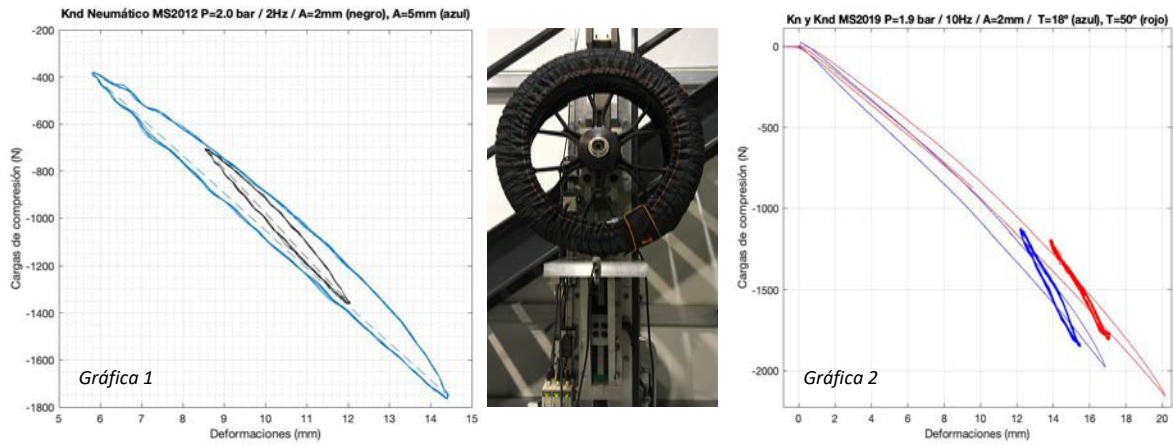 Knd Neumático MS2012 P=2.0 bar / 2Hz / A=2mm (negro), A=5mm (azul)
-200
-400
-600
-800
-1000
-1200
-1400
-1600
-1800
5 6 7 8 9 10 11 12 13 14 15
Cargas de compresión (N)
Deformaciones (mm)
Gráfica 1
Kn y Knd MS2019 P=1.9 bar / 10Hz / A=2mm / T=18º (azul), T=50º (rojo)
0
-500
-1000
-1500
-2000
0 2 4 6 8 10 12 14 16 18 20
Cargas de compresión (N)
Deformaciones (mm)
Gráfica 2